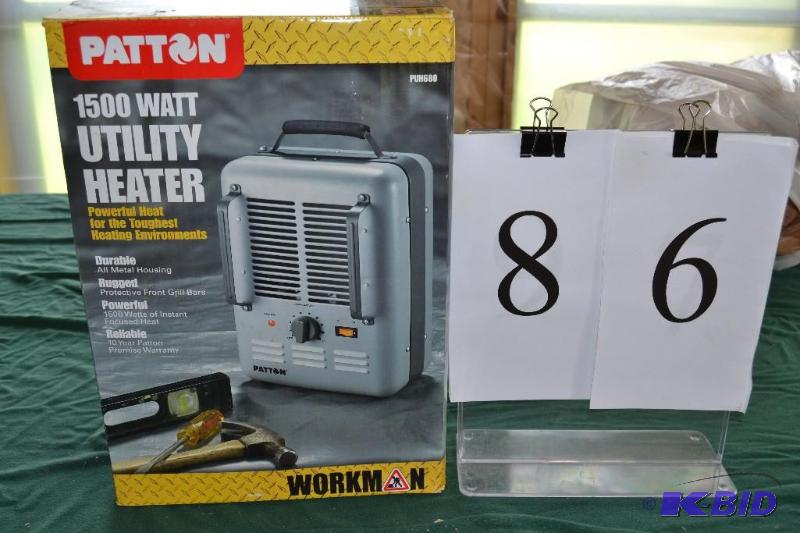 PATTON
PUH680
1500 WATT
UTILITY
HEATER
Powerful Heat
for the Toughest
Heating Environments
Durable
All Metal Housing
Rugged
Protective Front Grill Bars
Powerful
1500 Watts of Instant
Focused Heat
Reliable
10 Year Patton
Promise Warranty
PATTON
WORKMAN
8 6
© K-BID